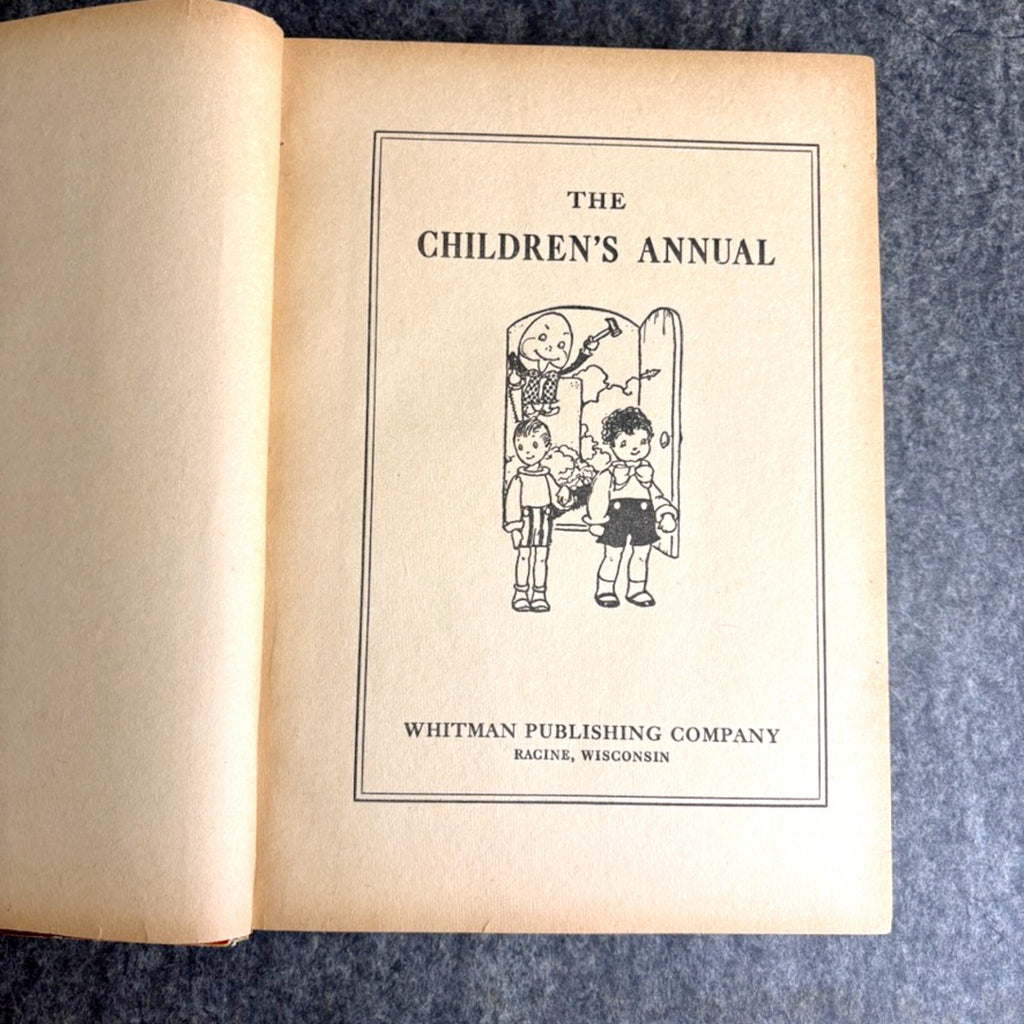 THE
CHILDREN'S ANNUAL
WHITMAN PUBLISHING COMPANY
RACINE, WISCONSIN